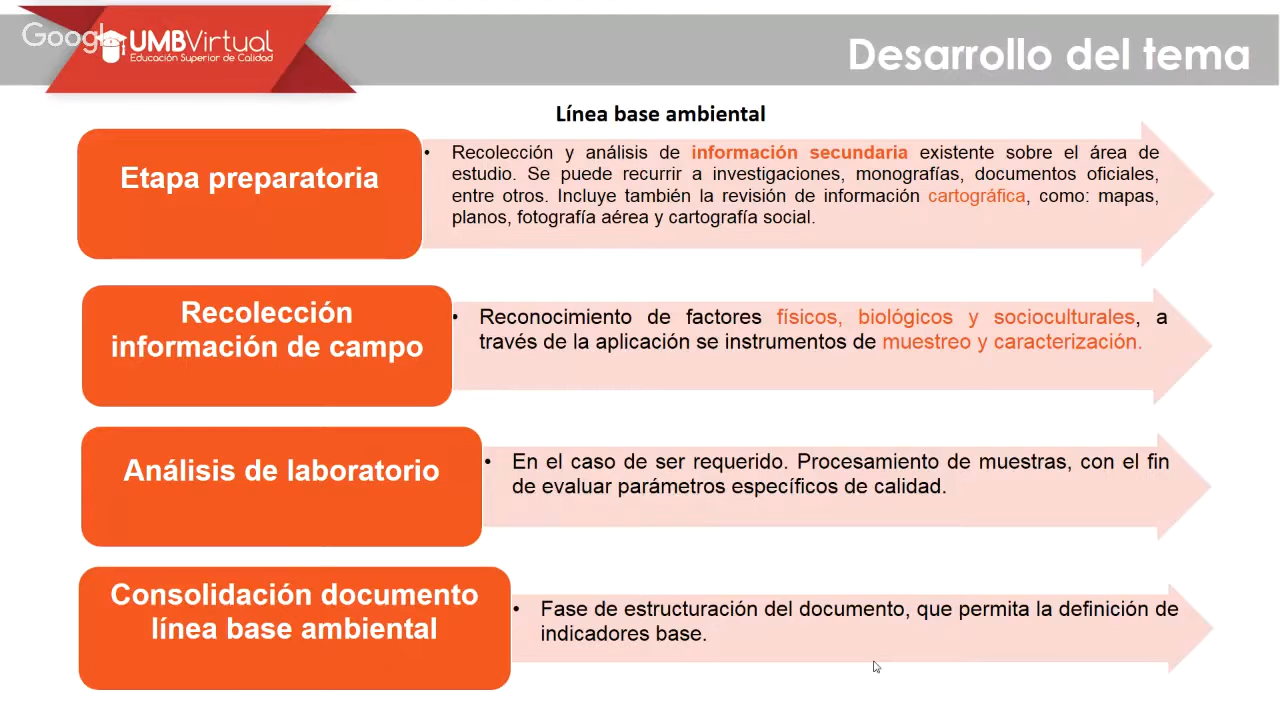 Google
UMBVirtual
Educación Superior de Calidad
Desarrollo del tema
Línea base ambiental
Etapa preparatoria
• Recolección y análisis de información secundaria existente sobre el área de
estudio. Se puede recurrir a investigaciones, monografías, documentos oficiales,
entre otros. Incluye también la revisión de información cartográfica, como: mapas,
planos, fotografía aérea y cartografía social.
Recolección
información de campo
• Reconocimiento de factores físicos, biológicos y socioculturales, a
través de la aplicación se instrumentos de muestreo y caracterización.
Análisis de laboratorio
• En el caso de ser requerido. Procesamiento de muestras, con el fin
de evaluar parámetros específicos de calidad.
Consolidación documento
línea base ambiental
• Fase de estructuración del documento, que permita la definición de
indicadores base.